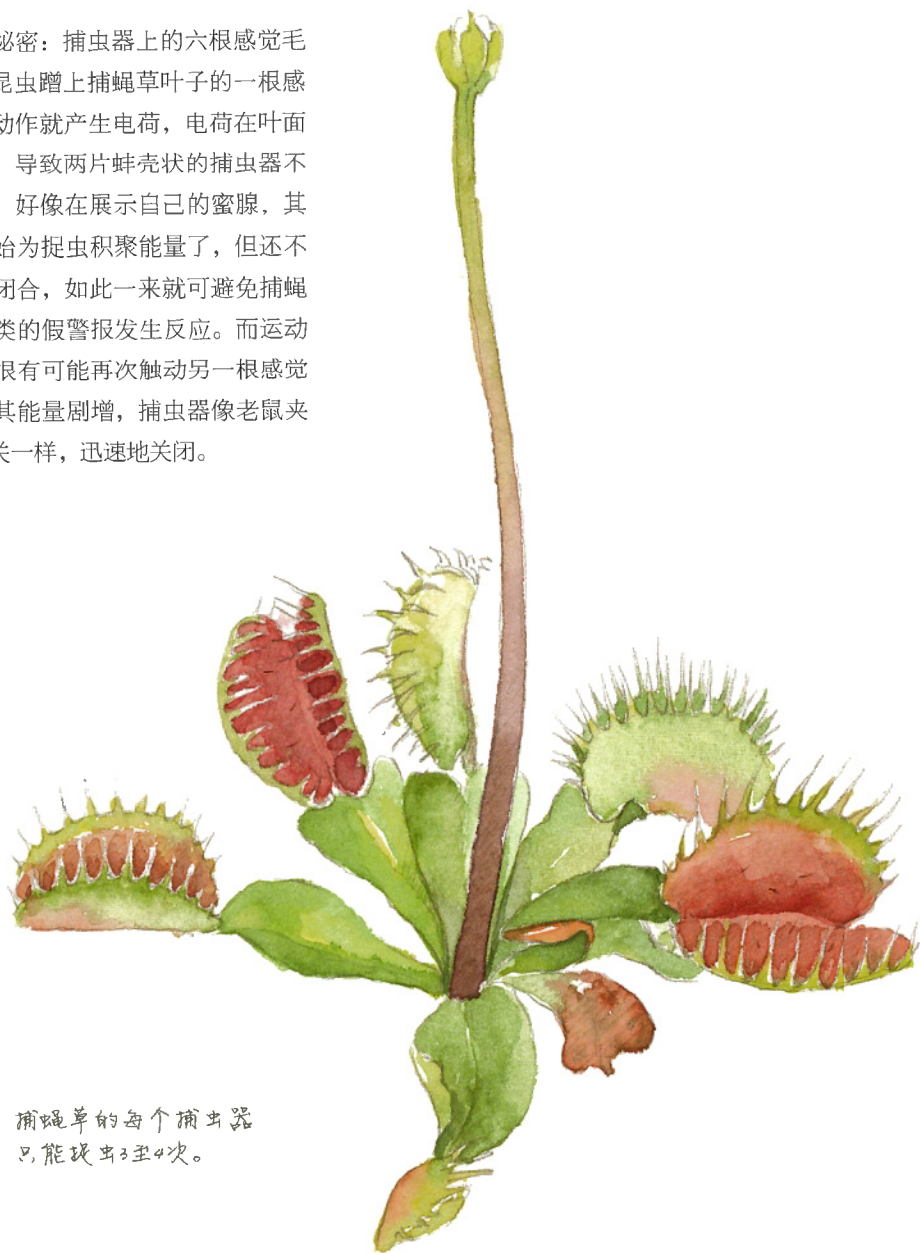 秘密：捕虫器上的六根感觉毛
昆虫蹭上捕蝇草叶子的一根感
动作就产生电荷，电荷在叶面
导致两片蚌壳状的捕虫器不
好像在展示自己的蜜腺，其
始为捉虫积聚能量了，但还不
闭合，如此一来就可避免捕蝇
类的假警报发生反应。而运动
很有可能再次触动另一根感觉
其能量剧增，捕虫器像老鼠夹
关一样，迅速地关闭。
捕蝇草的每个捕虫器
只能捉虫3至4次。